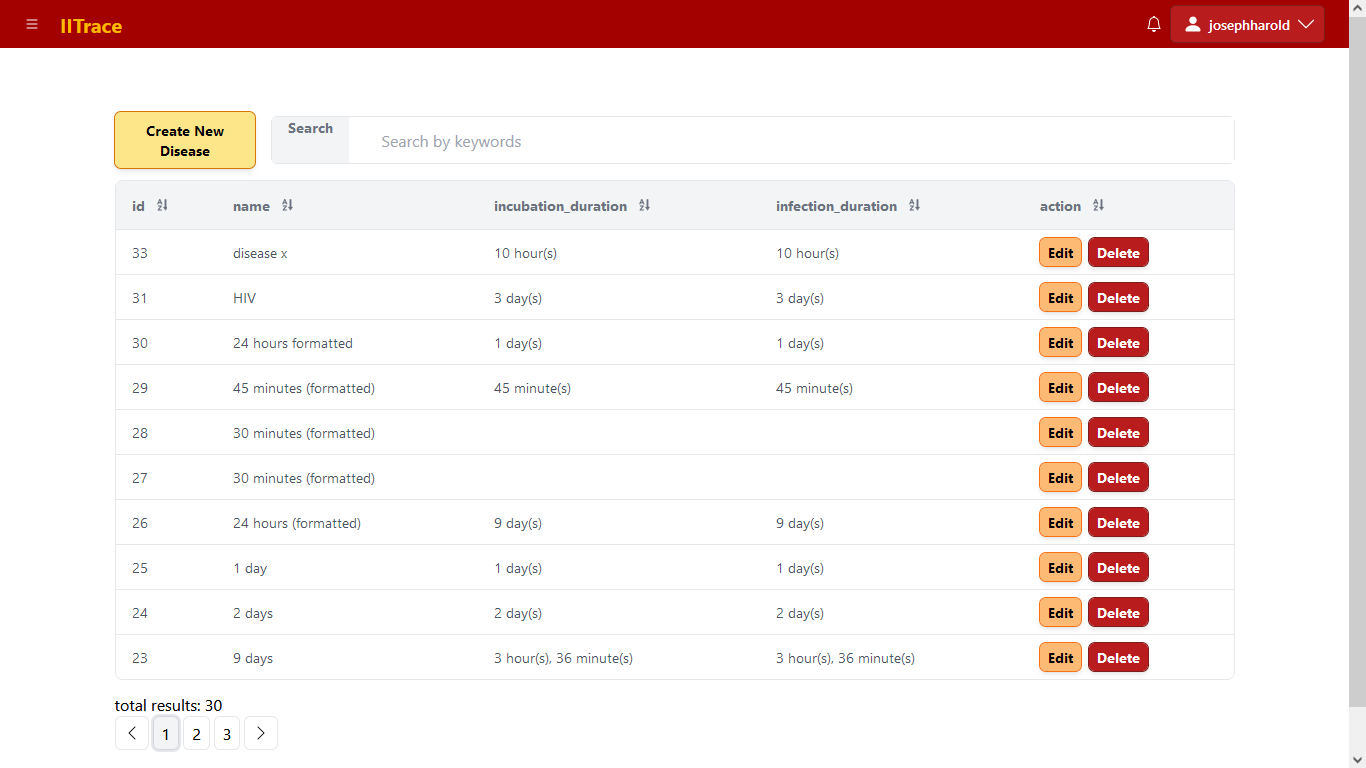 IITrace
josephharold
Create New
Disease
Search
Search by keywords
id name incubation_duration infection_duration action
33 disease x 10 hour(s) 10 hour(s) Edit Delete
31 HIV 3 day(s) 3 day(s) Edit Delete
30 24 hours formatted 1 day(s) 1 day(s) Edit Delete
29 45 minutes (formatted) 45 minute(s) 45 minute(s) Edit Delete
28 30 minutes (formatted) Edit Delete
27 30 minutes (formatted) Edit Delete
26 24 hours (formatted) 9 day(s) 9 day(s) Edit Delete
25 1 day 1 day(s) 1 day(s) Edit Delete
24 2 days 2 day(s) 2 day(s) Edit Delete
23 9 days 3 hour(s), 36 minute(s) 3 hour(s), 36 minute(s) Edit Delete
total results: 30
1 2 3